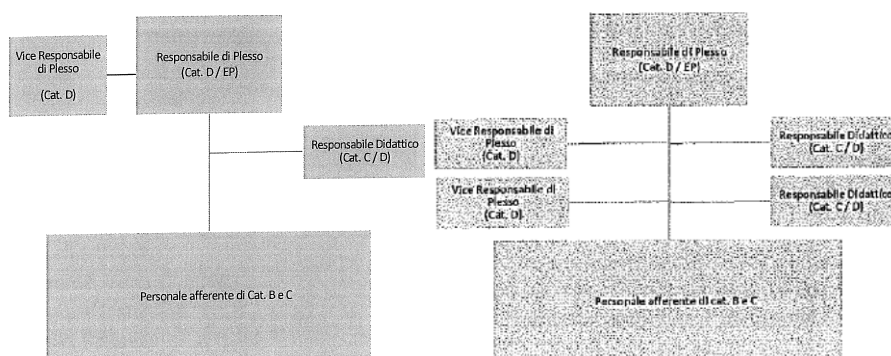 Vice Responsabile
di Plesso
(Cat. D)
Responsabile di Plesso
(Cat. D / EP)
Responsabile Didattico
(Cat. C / D)
Personale afferente di Cat. B e C
Responsabile di Plesso
(Cat. D / EP)
Vice Responsabile di
Plesso
(Cat. D)
Responsabile Didattico
(Cat. C / D)
Vice Responsabile di
Plesso
(Cat. D)
Responsabile Didattico
(Cat. C / D)
Personale afferente di cat. B e C